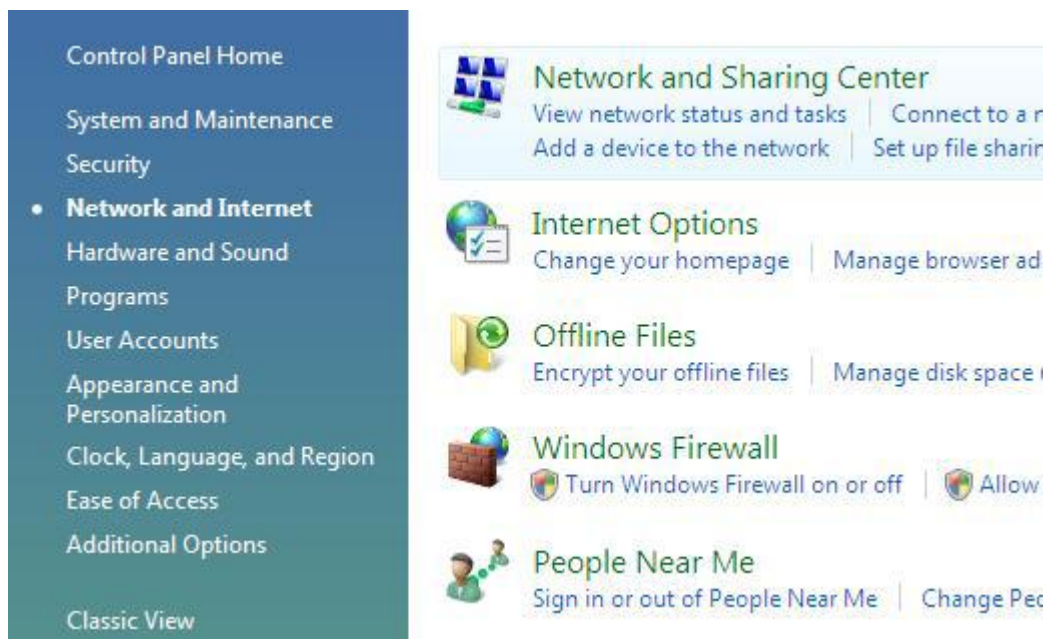 Control Panel Home
System and Maintenance
Security
Network and Internet
Hardware and Sound
Programs
User Accounts
Appearance and
Personalization
Clock, Language, and Region
Ease of Access
Additional Options
Classic View
Network and Sharing Center
View network status and tasks Connect to a
Add a device to the network Set up file
Internet Options
Change your homepage Manage browser
Offline Files
Encrypt your offline files Manage disk space
Windows Firewall
Turn Windows Firewall on or off Allow
People Near Me
Sign in or out of People Near Me Change